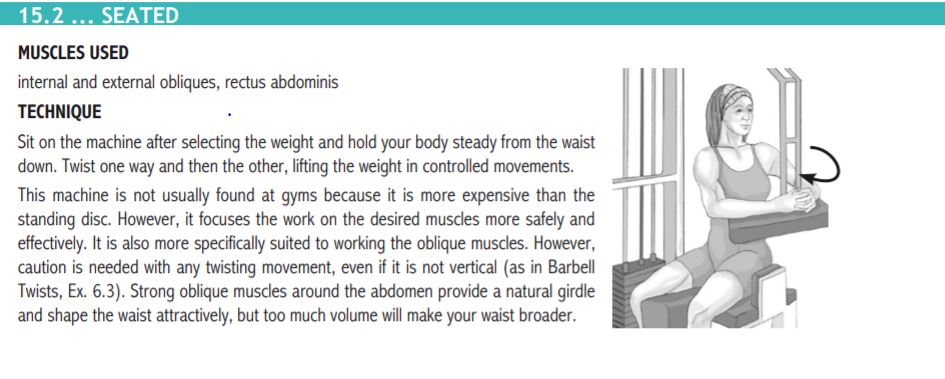 15.2 ... SEATED
MUSCLES USED
internal and external obliques, rectus abdominis
TECHNIQUE
Sit on the machine after selecting the weight and hold your body steady from the waist
down. Twist one way and then the other, lifting the weight in controlled movements.
This machine is not usually found at gyms because it is more expensive than the
standing disc. However, it focuses the work on the desired muscles more safely and
effectively. It is also more specifically suited to working the oblique muscles. However,
caution is needed with any twisting movement, even if it is not vertical (as in Barbell
Twists, Ex. 6.3). Strong oblique muscles around the abdomen provide a natural girdle
and shape the waist attractively, but too much volume will make your waist broader.